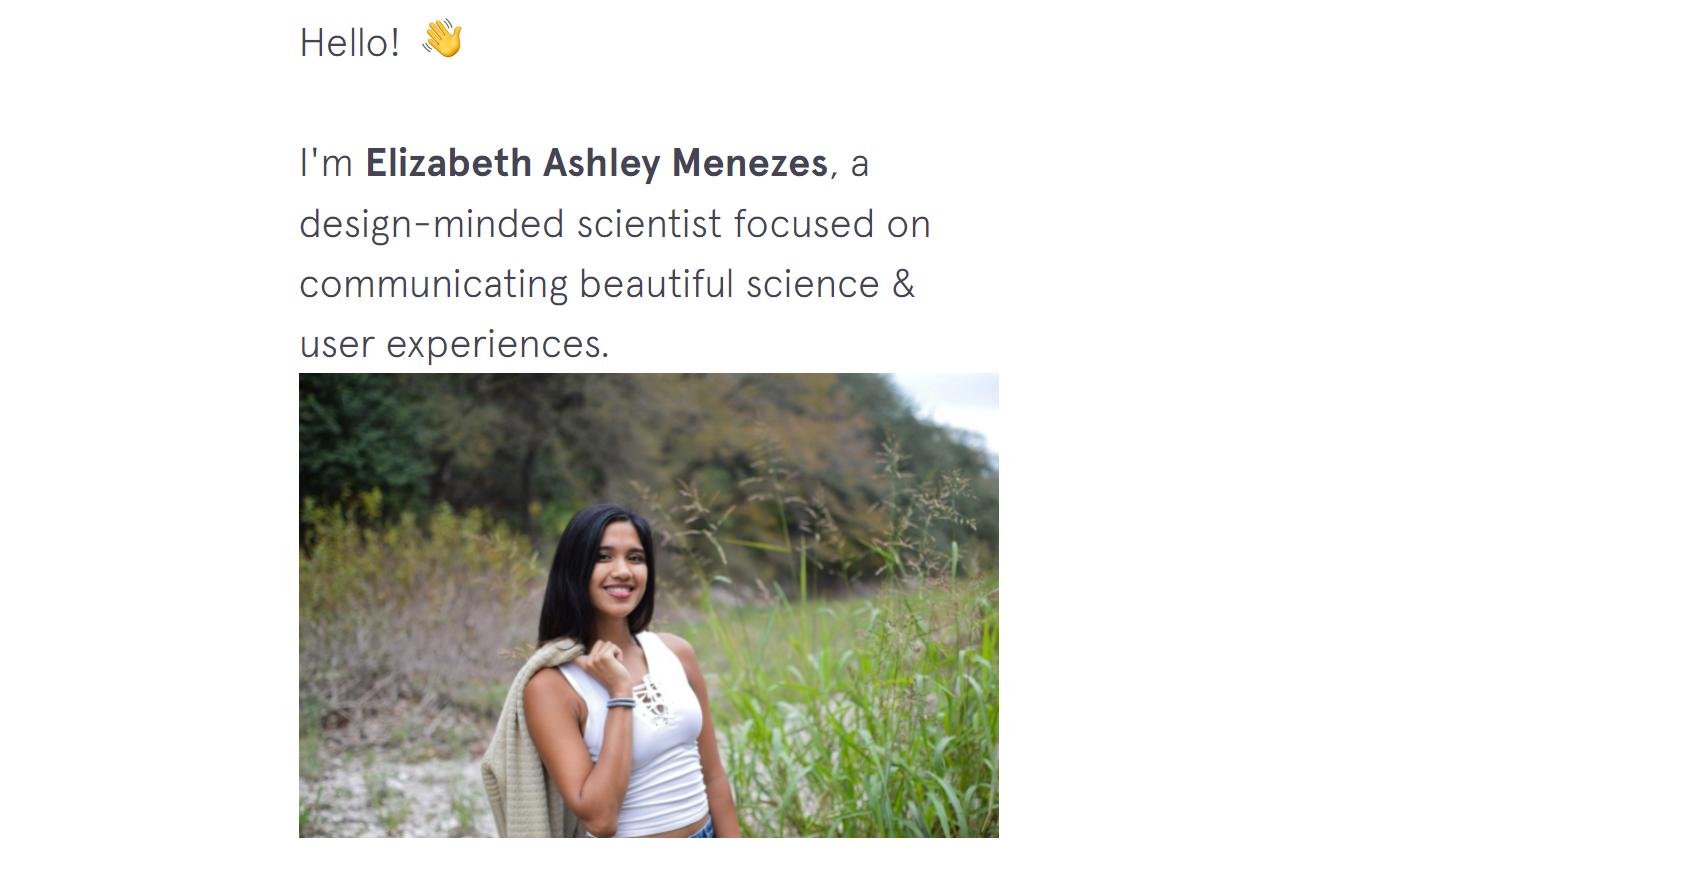 Hello! 👋
I'm Elizabeth Ashley Menezes, a
design-minded scientist focused on
communicating beautiful science &
user experiences.